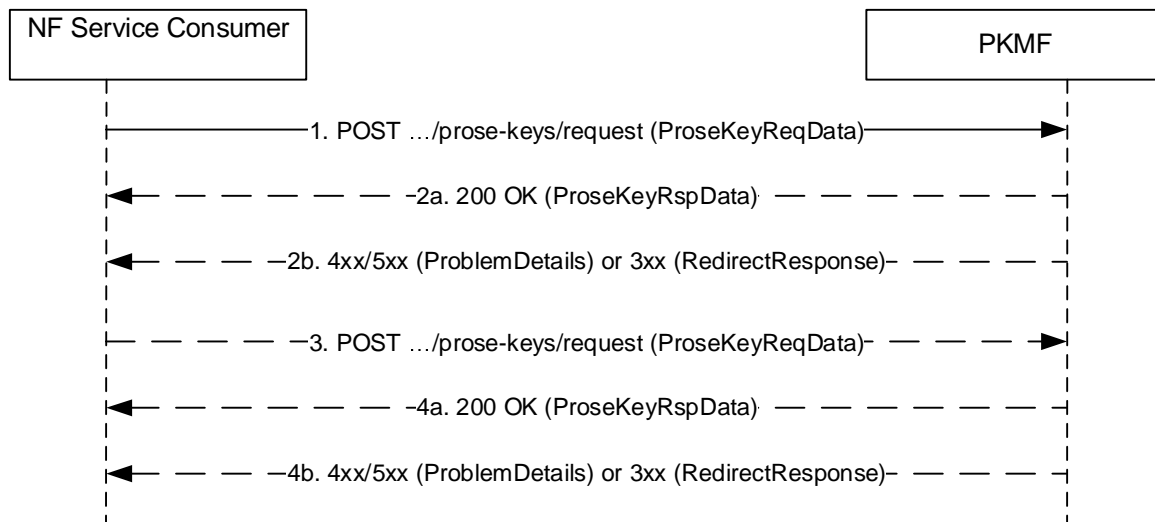 NF Service Consumer
PKMF
1. POST …/prose-keys/request (ProseKeyReqData)
2a. 200 OK (ProseKeyRspData)
2b. 4xx/5xx (ProblemDetails) or 3xx (RedirectResponse)
3. POST …/prose-keys/request (ProseKeyReqData)
4a. 200 OK (ProseKeyRspData)
4b. 4xx/5xx (ProblemDetails) or 3xx (RedirectResponse)